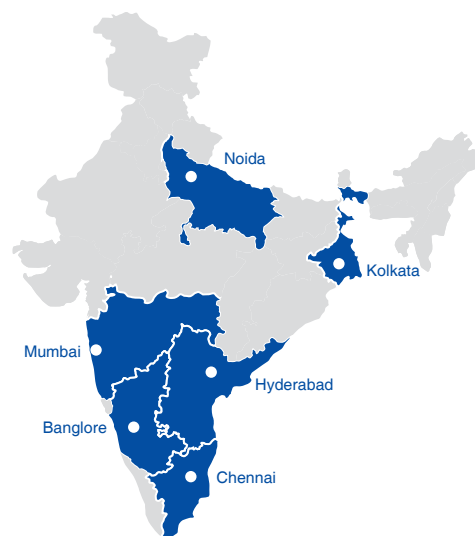 Noida
Kolkata
Mumbai
Hyderabad
Banglore
Chennai